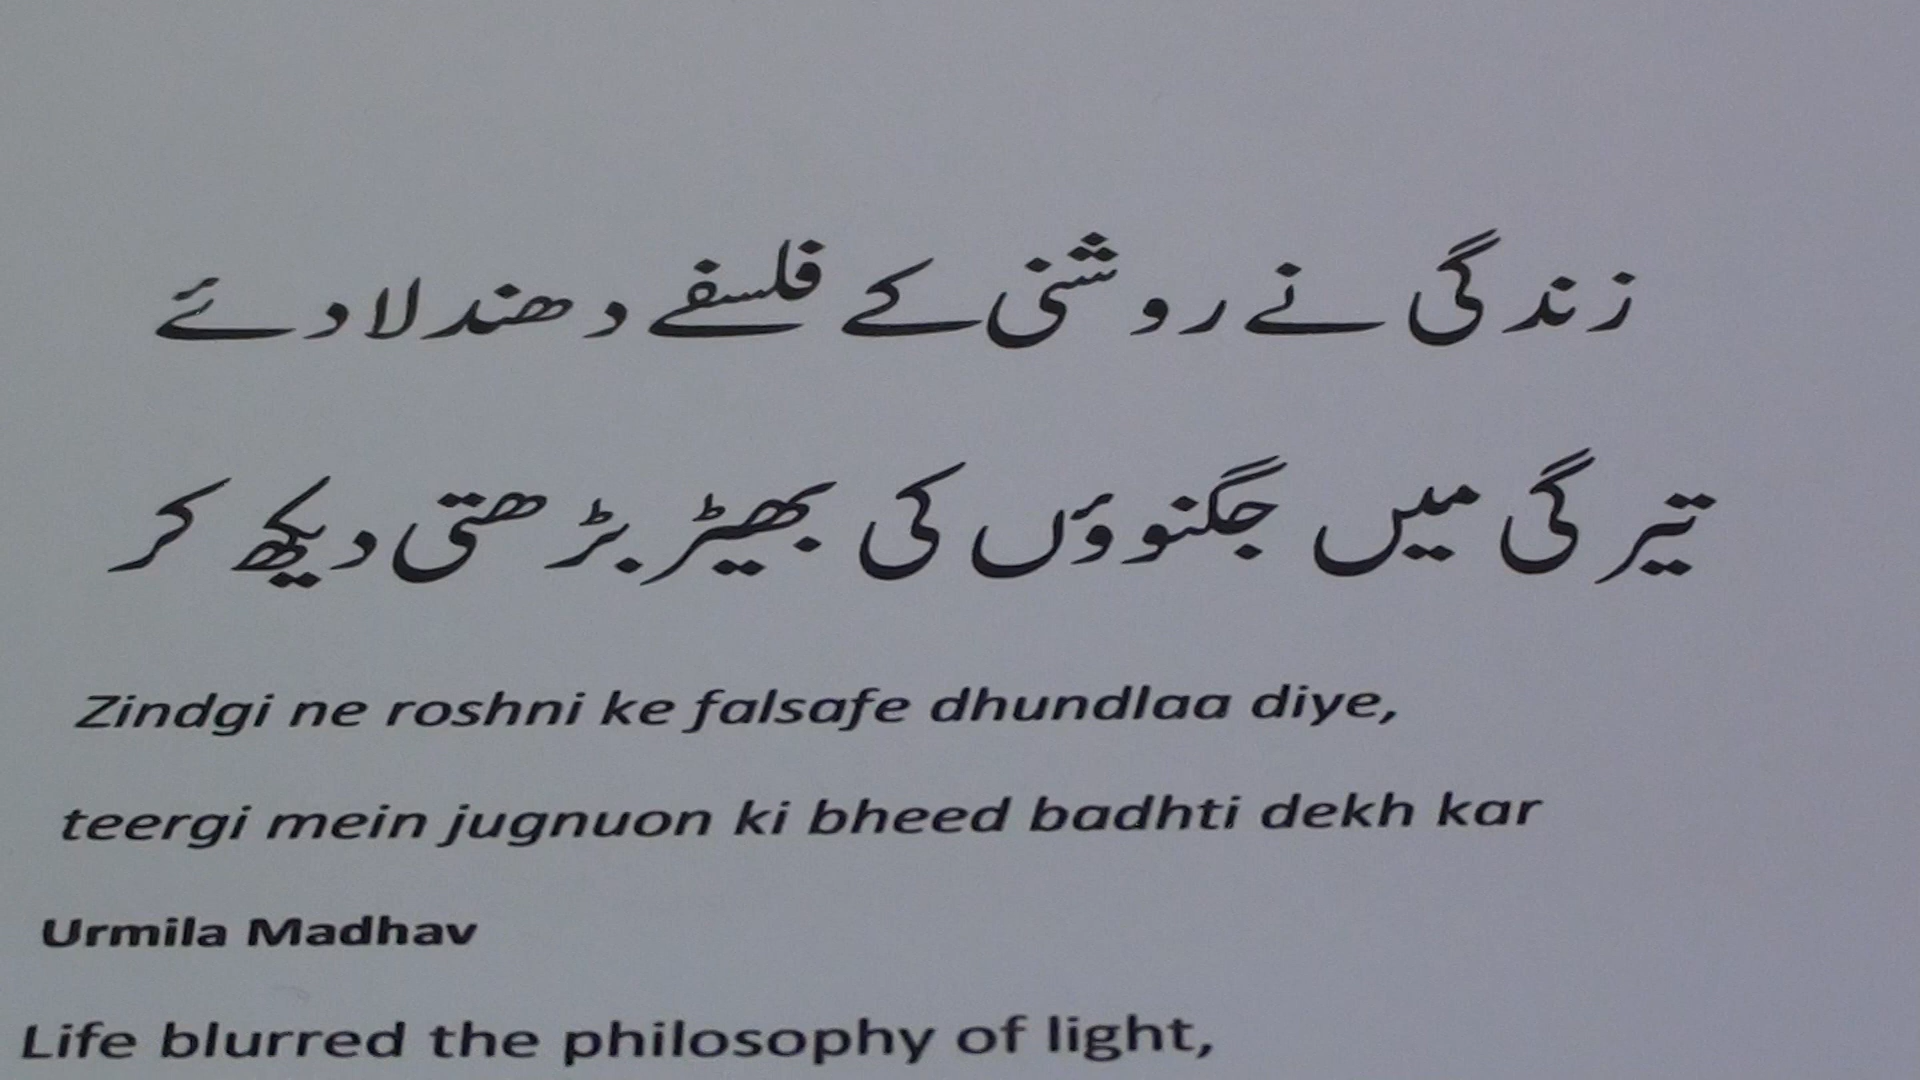 زندگی نے روشنی کے فلسفے دھندلا دئے
تیرگی میں جگنووؤں کی بھیڑ بڑھتی دیکھ کر
Zindgi ne roshni ke falsafe dhundlaa diye,
teergi mein jugnuon ki bheed badhti dekh kar
Urmila Madhav
Life blurred the philosophy of light,